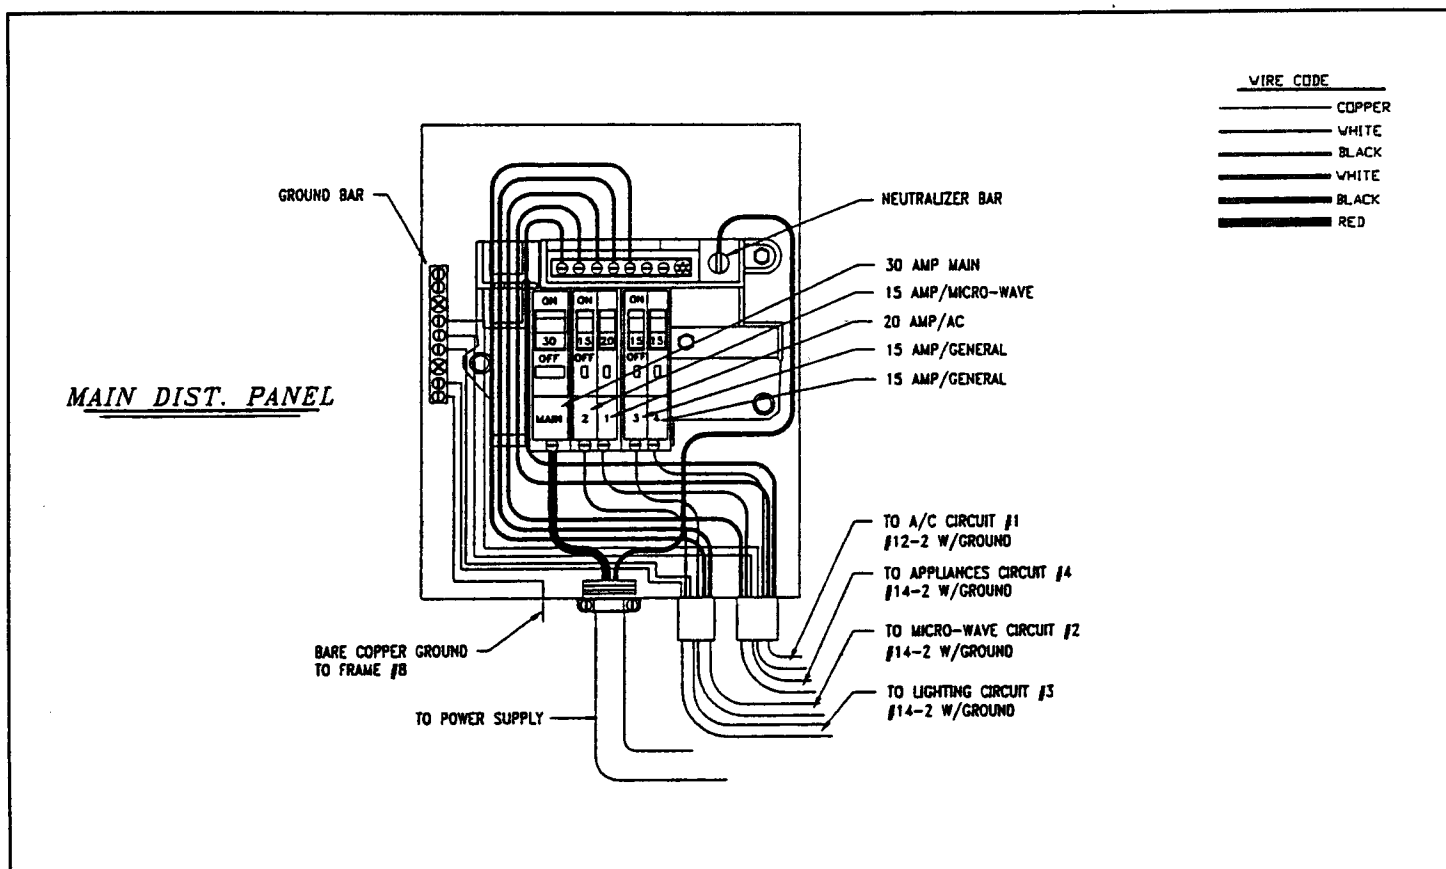 WIRE CODE
COPPER
WHITE
BLACK
WHITE
BLACK
RED
GROUND BAR
NEUTRALIZER BAR
30 AMP MAIN
15 AMP/MICRO-WAVE
20 AMP/AC
15 AMP/GENERAL
15 AMP/GENERAL
ON ON ON
30 15 20 15 15
OFF OFF OFF
MAIN 2 1 3 4
MAIN DIST. PANEL
TO A/C CIRCUIT #1
#12-2 W/GROUND
TO APPLIANCES CIRCUIT #4
#14-2 W/GROUND
TO MICRO-WAVE CIRCUIT #2
#14-2 W/GROUND
TO LIGHTING CIRCUIT #3
#14-2 W/GROUND
BARE COPPER GROUND
TO FRAME #8
TO POWER SUPPLY